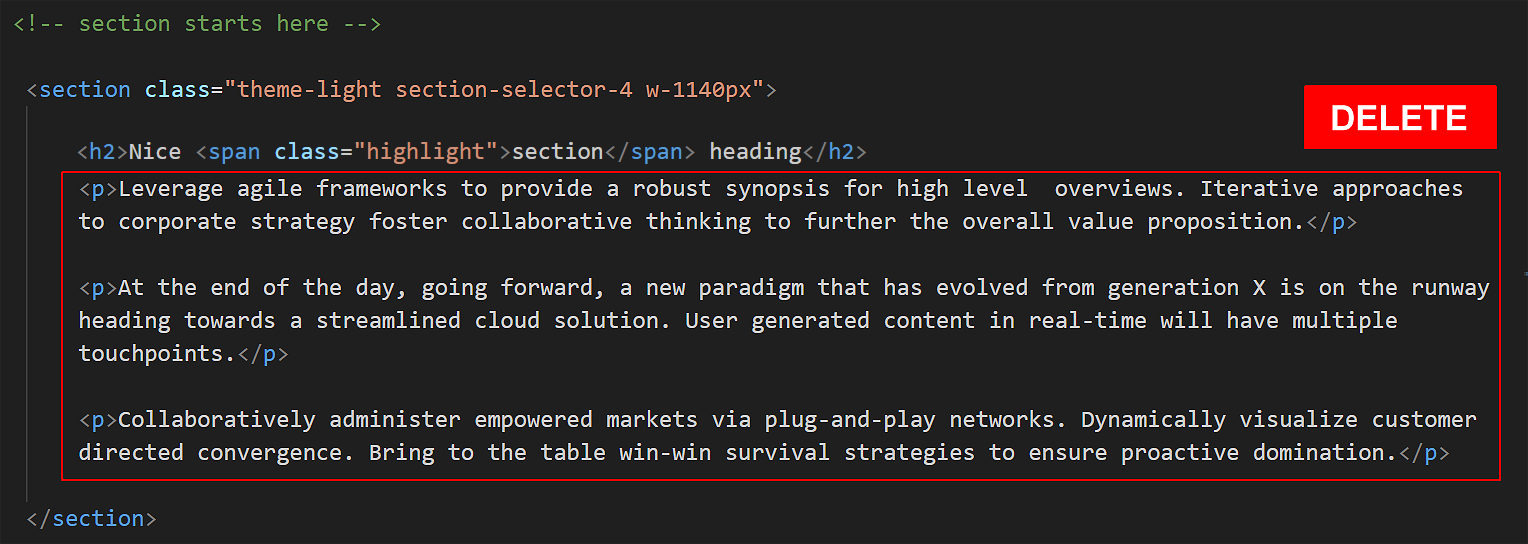 <!-- section starts here -->
<section class="theme-light section-selector-4 w-1140px">
DELETE
<h2>Nice <span class="highlight">section</span> heading</h2>
<p>Leverage agile frameworks to provide a robust synopsis for high level  overviews. Iterative approaches
to corporate strategy foster collaborative thinking to further the overall value proposition.</p>
<p>At the end of the day, going forward, a new paradigm that has evolved from generation X is on the runway
heading towards a streamlined cloud solution. User generated content in real-time will have multiple
touchpoints.</p>
<p>Collaboratively administer empowered markets via plug-and-play networks. Dynamically visualize customer
directed convergence. Bring to the table win-win survival strategies to ensure proactive domination.</p>
</section>